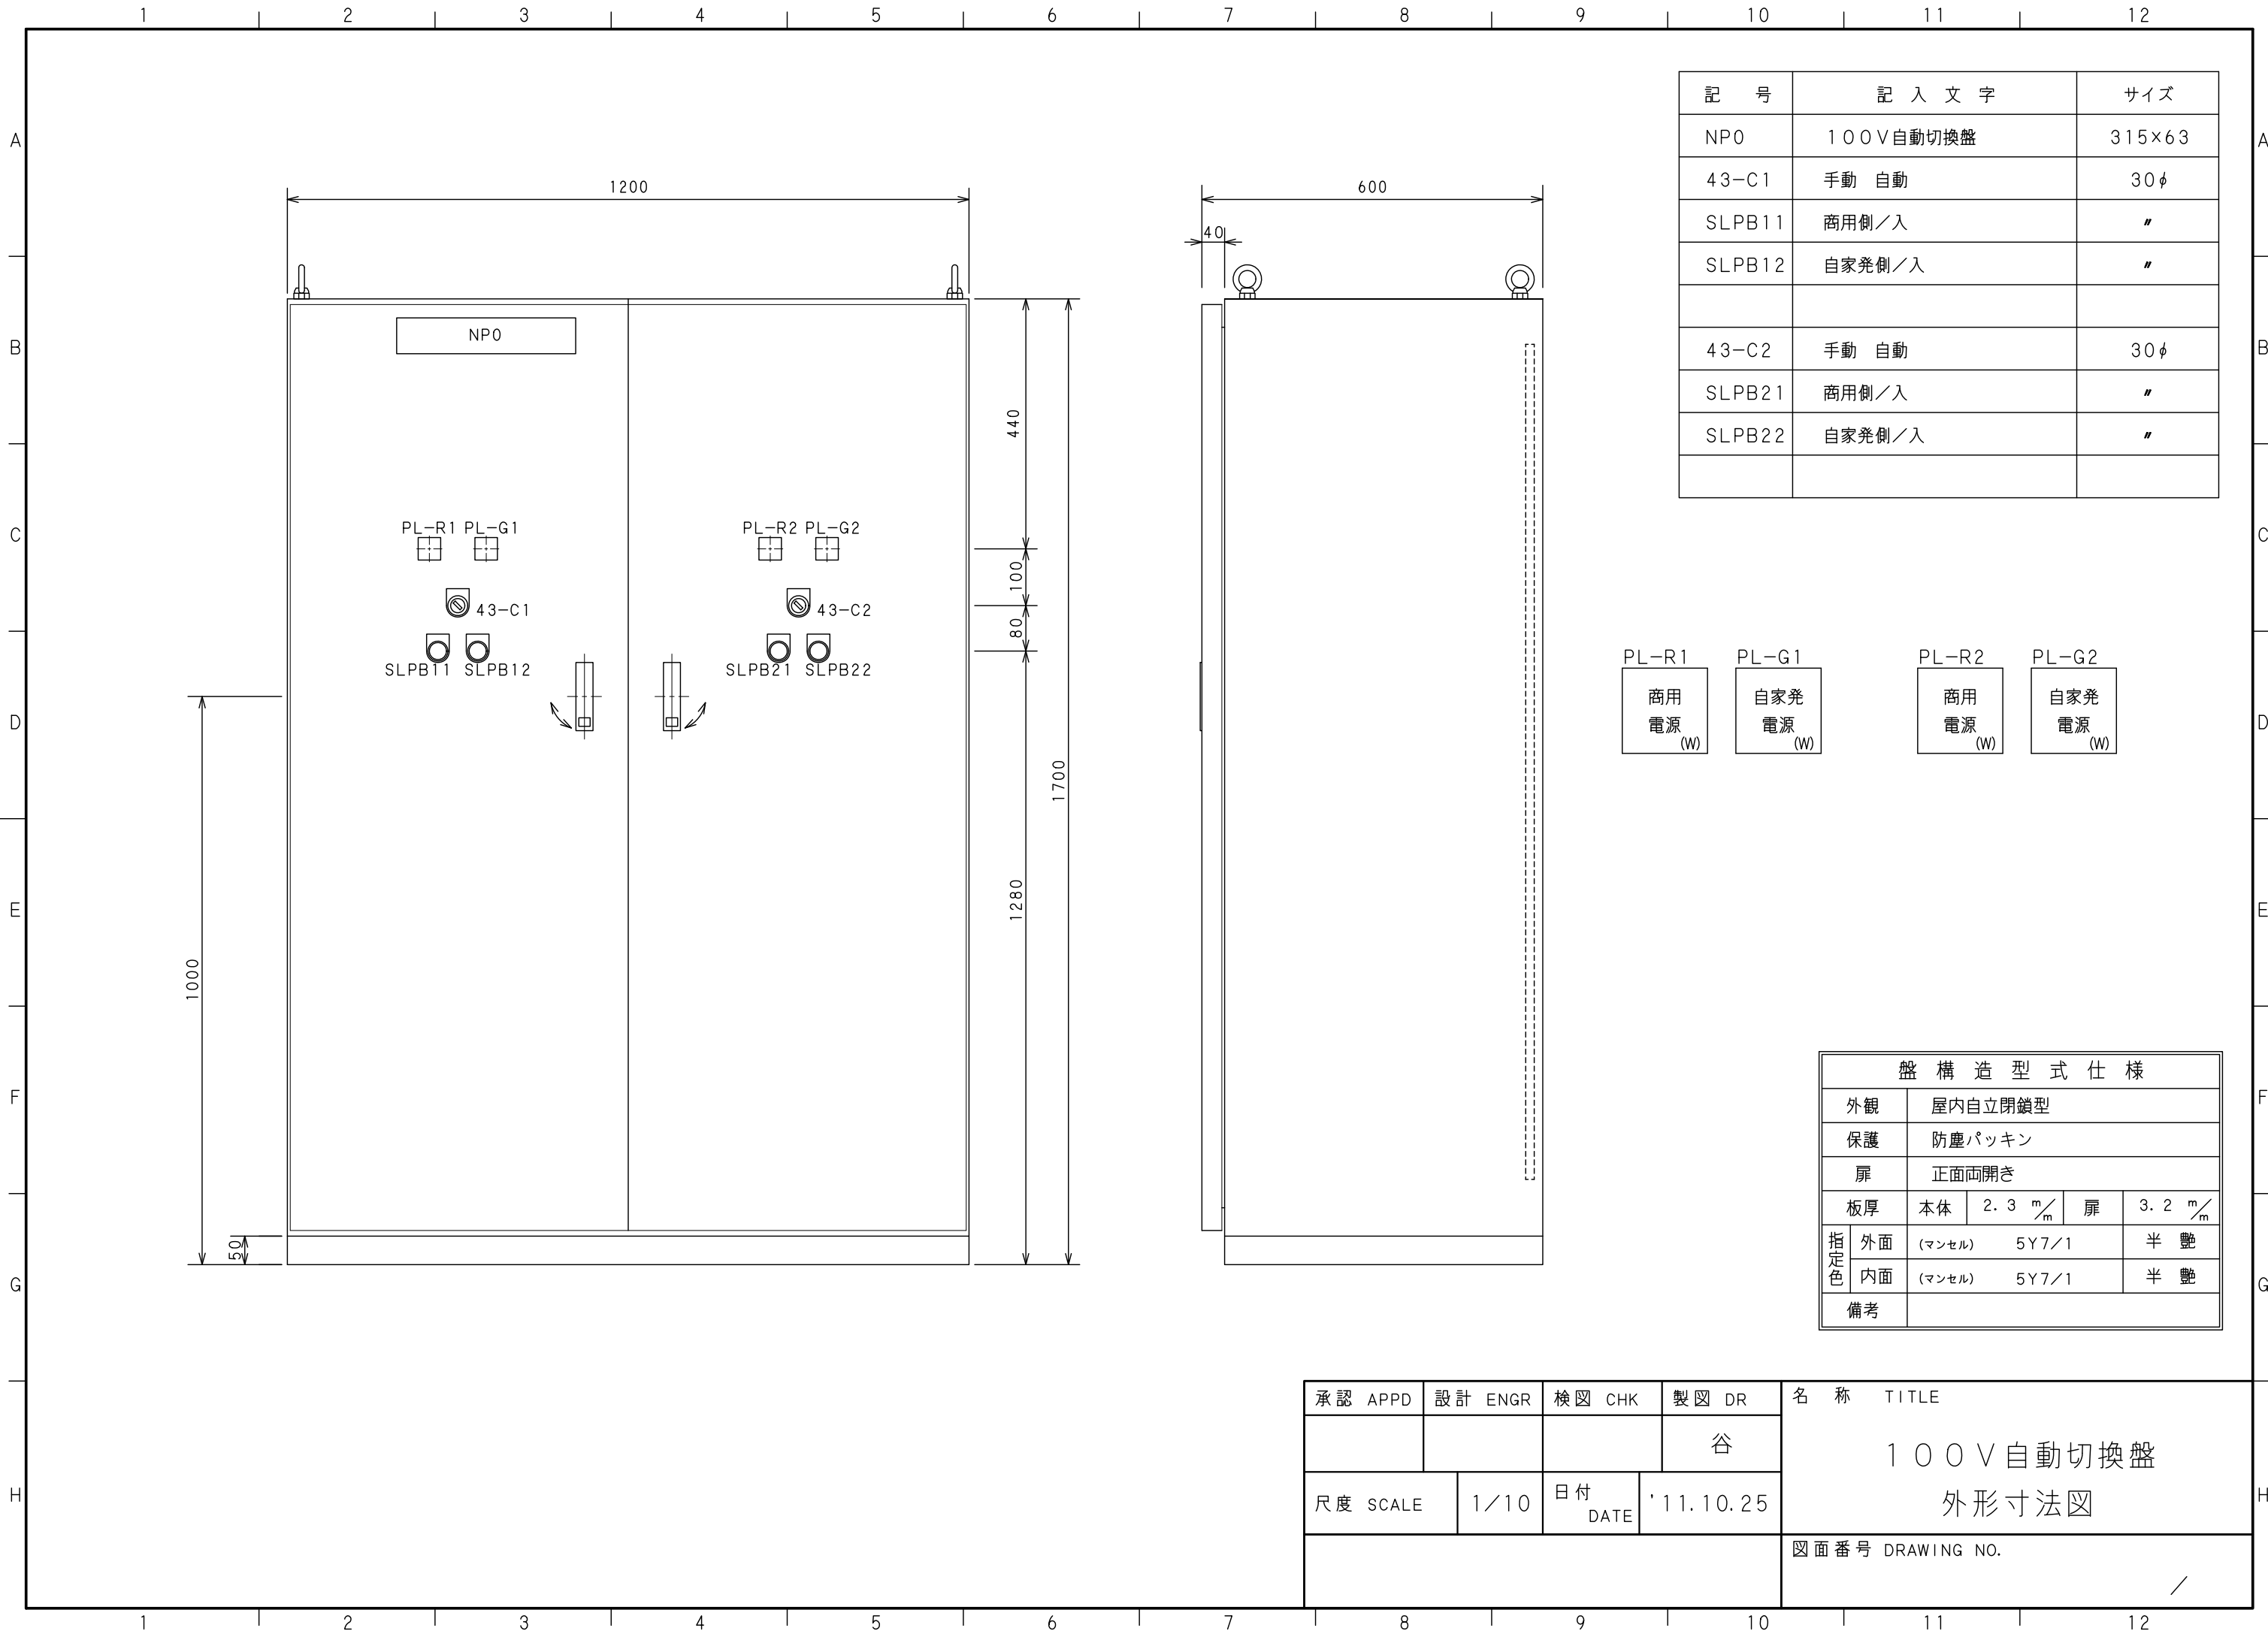 1 2 3 4 5 6 7 8 9 10 11 12
A A
B B
C C
D D
E E
F F
G G
H H
記 号 記 入 文 字 サイズ
NP0 100V自動切換盤 315×63
43-C1 手動 自動 30φ
SLPB11 商用側/入 〃
SLPB12 自家発側/入 〃
43-C2 手動 自動 30φ
SLPB21 商用側/入 〃
SLPB22 自家発側/入 〃
1200
NP0
PL-R1 PL-G1
43-C1
SLPB11 SLPB12
PL-R2 PL-G2
43-C2
SLPB21 SLPB22
440
100
80
1280
1700
1000
50
600
40
PL-R1
商用
電源
(W)
PL-G1
自家発
電源
(W)
PL-R2
商用
電源
(W)
PL-G2
自家発
電源
(W)
盤 構 造 型 式 仕 様
外観 屋内自立閉鎖型
保護 防塵パッキン
扉 正面両開き
板厚 本体 2.3 m/m 扉 3.2 m/m
指定色
外面 (マンセル) 5Y7/1 半 艶
内面 (マンセル) 5Y7/1 半 艶
備考
承認 APPD 設計 ENGR 検図 CHK 製図 DR
谷
尺度 SCALE 1/10 日付 DATE '11.10.25
名 称 TITLE
100V自動切換盤
外形寸法図
図面番号 DRAWING NO.
/
1 2 3 4 5 6 7 8 9 10 11 12